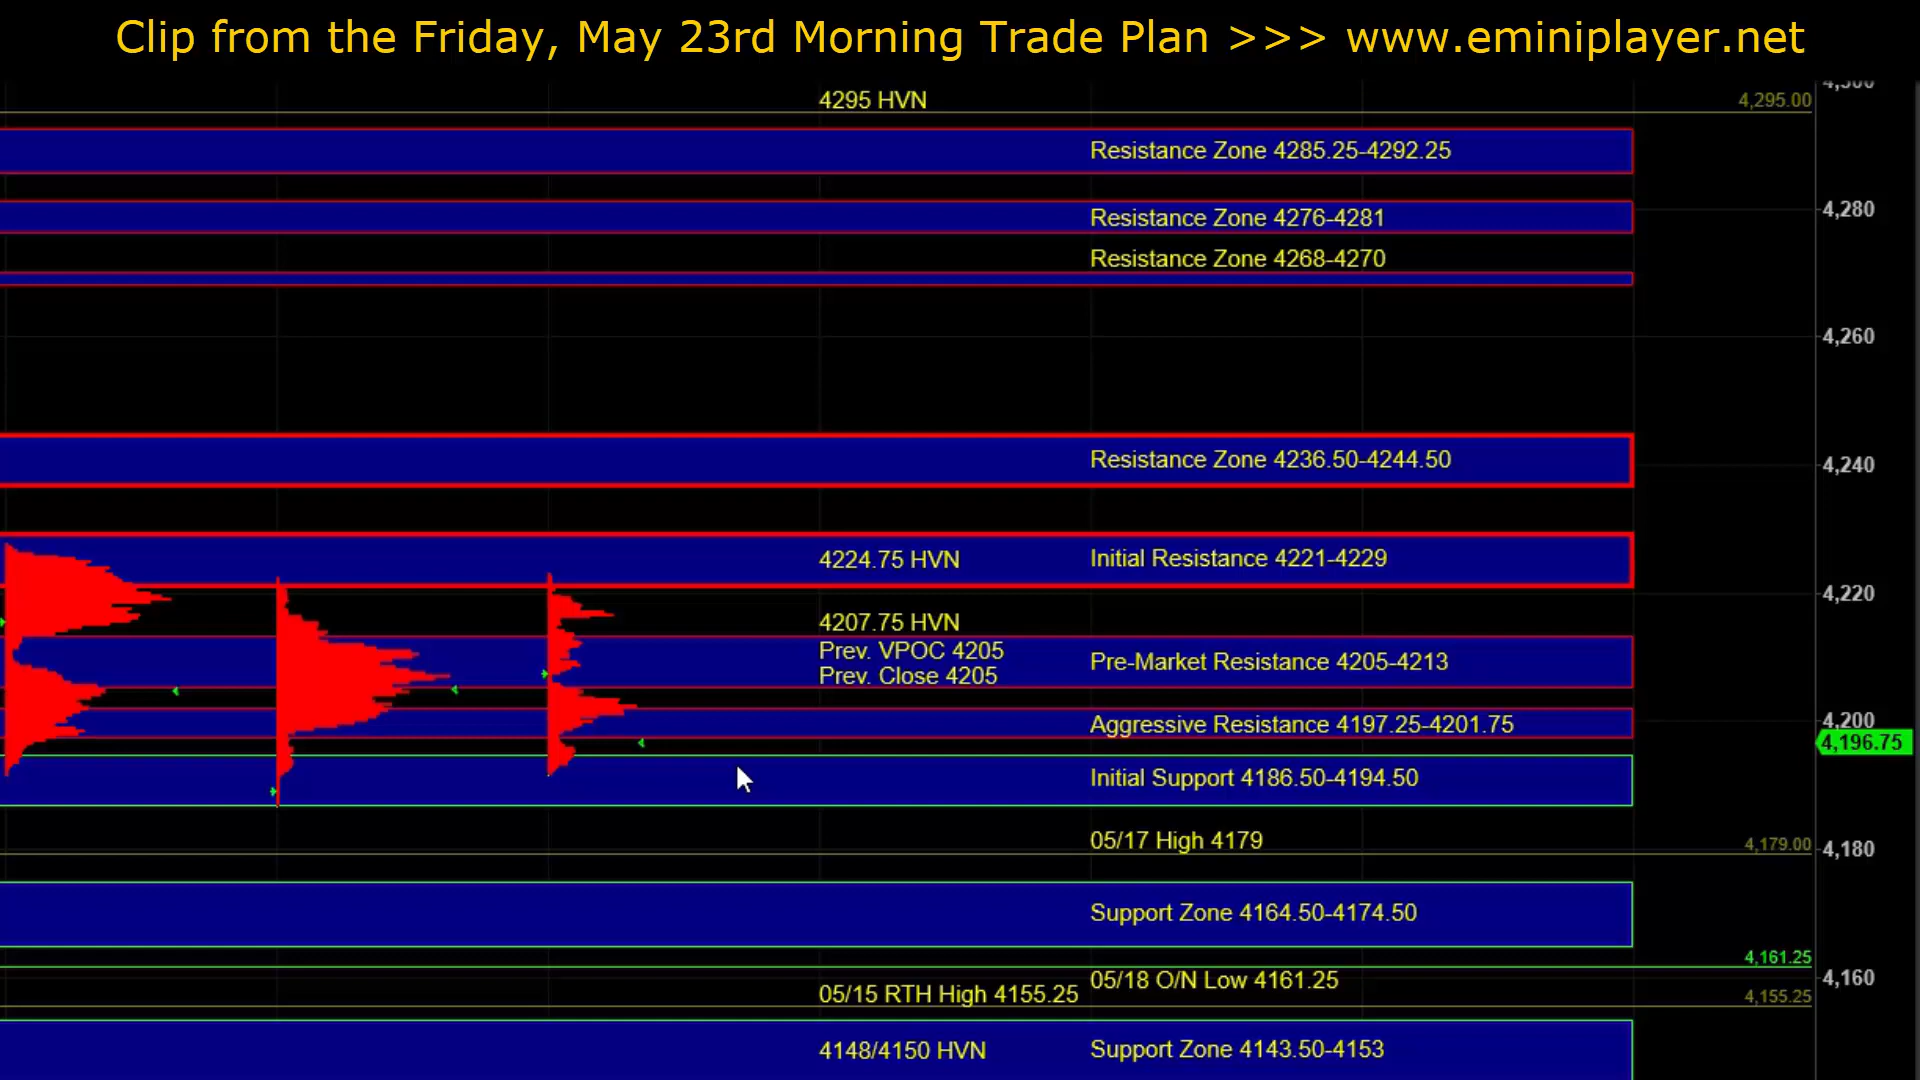 Clip from the Friday, May 23rd Morning Trade Plan >>> www.eminiplayer.net
4295 HVN
4,295.00
Resistance Zone 4285.25-4292.25
Resistance Zone 4276-4281
4,280
Resistance Zone 4268-4270
4,260
Resistance Zone 4236.50-4244.50
4,240
4224.75 HVN
Initial Resistance 4221-4229
4,220
4207.75 HVN
Prev. VPOC 4205
Prev. Close 4205
Pre-Market Resistance 4205-4213
Aggressive Resistance 4197.25-4201.75
4,200
4,196.75
Initial Support 4186.50-4194.50
05/17 High 4179
4,179.00
4,180
Support Zone 4164.50-4174.50
4,161.25
05/18 O/N Low 4161.25
4,160
05/15 RTH High 4155.25
4,155.25
4148/4150 HVN
Support Zone 4143.50-4153